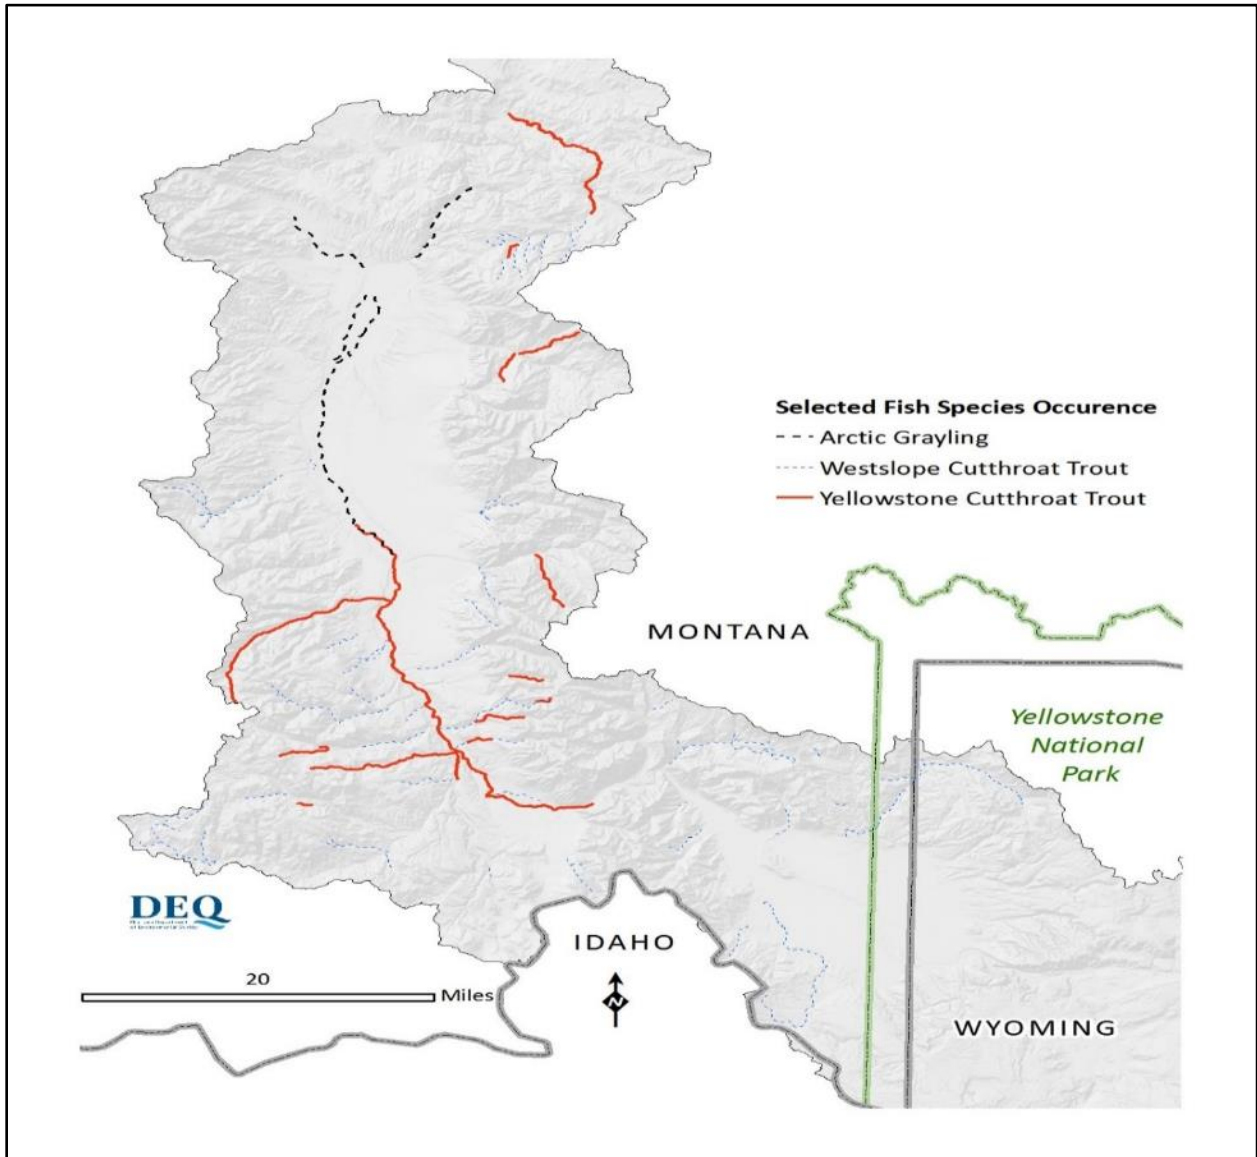 Selected Fish Species Occurence
Arctic Grayling
Westslope Cutthroat Trout
Yellowstone Cutthroat Trout
MONTANA
Yellowstone
National
Park
DEQ
IDAHO
20
Miles
N
WYOMING